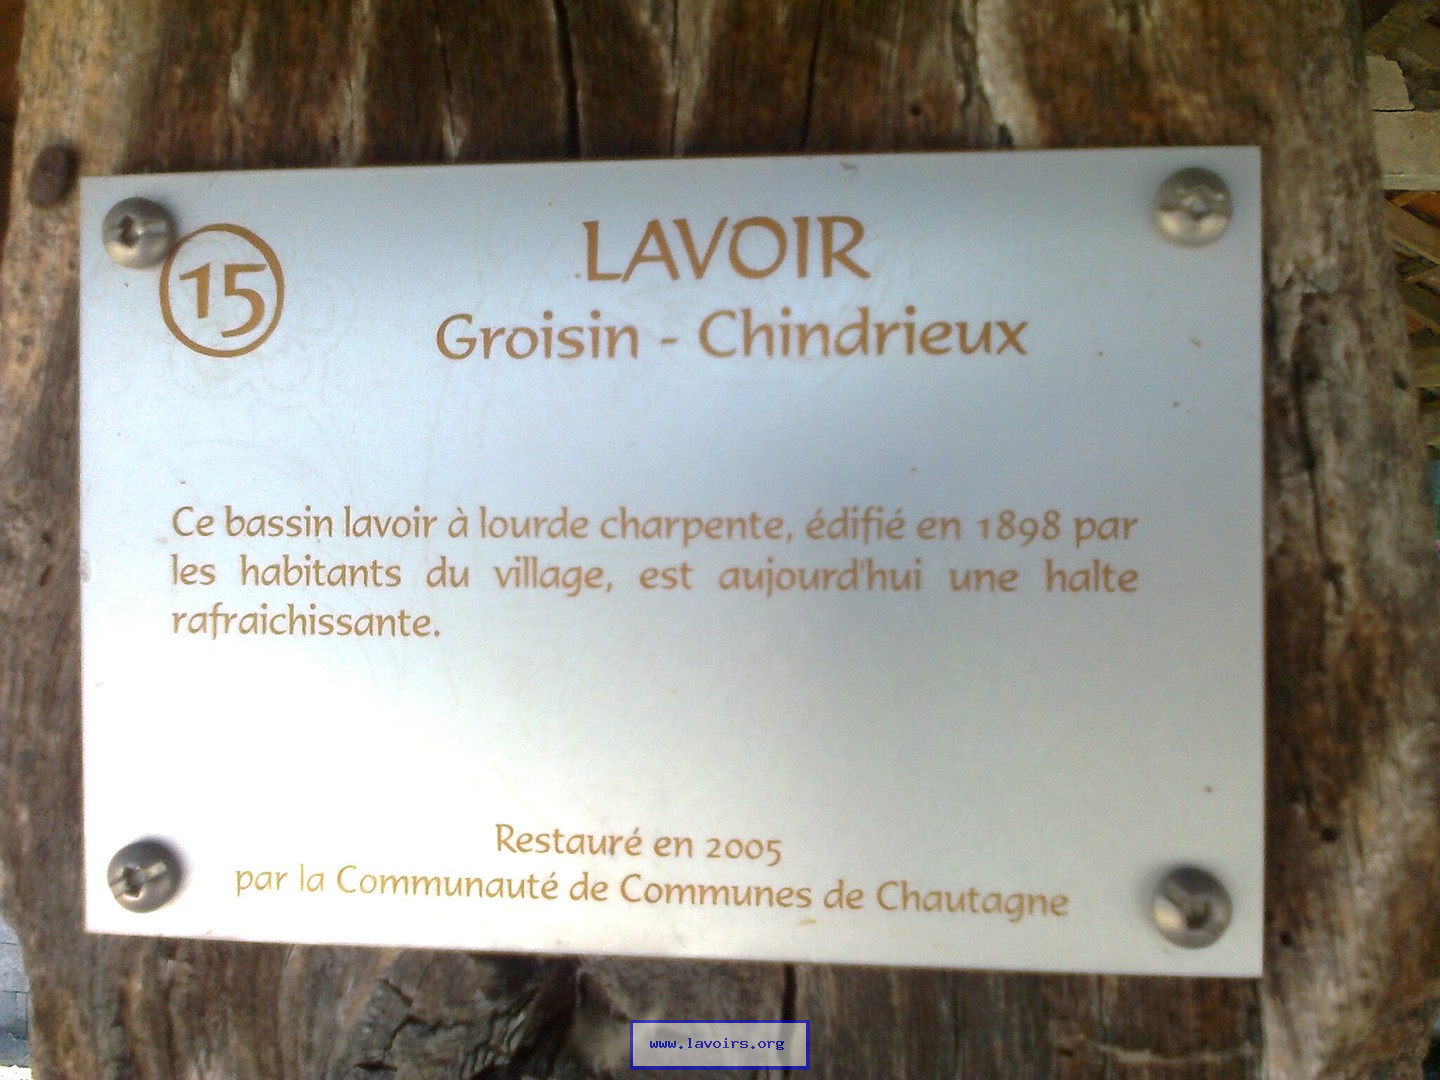 15
LAVOIR
Groisin - Chindrieux
Ce bassin lavoir à lourde charpente, édifié en 1898 par
les habitants du village, est aujourd'hui une halte
rafraichissante.
Restauré en 2005
par la Communauté de Communes de Chautagne
www.lavoirs.org